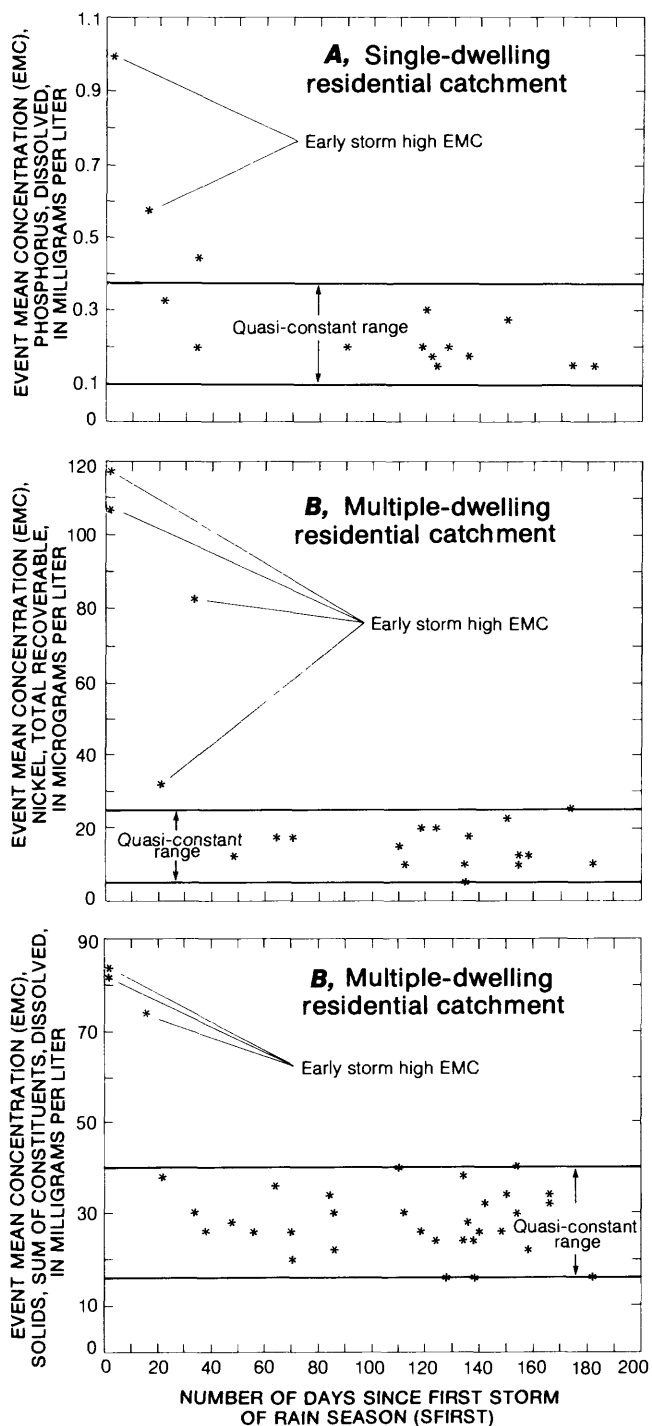 EVENT MEAN CONCENTRATION (EMC),
PHOSPHORUS, DISSOLVED,
IN MILLIGRAMS PER LITER
1.1
0.9
0.7
0.5
0.3
0.1
0
A, Single-dwelling
residential catchment
Early storm high EMC
Quasi-constant range
EVENT MEAN CONCENTRATION (EMC),
NICKEL, TOTAL RECOVERABLE,
IN MICROGRAMS PER LITER
120
100
80
60
40
20
0
B, Multiple-dwelling
residential catchment
Early storm high EMC
Quasi-constant
range
EVENT MEAN CONCENTRATION (EMC),
SOLIDS, SUM OF CONSTITUENTS, DISSOLVED,
IN MILLIGRAMS PER LITER
90
70
50
30
10
0
B, Multiple-dwelling
residential catchment
Early storm high EMC
Quasi-constant
range
0 20 40 60 80 100 120 140 160 180 200
NUMBER OF DAYS SINCE FIRST STORM
OF RAIN SEASON (SFIRST)